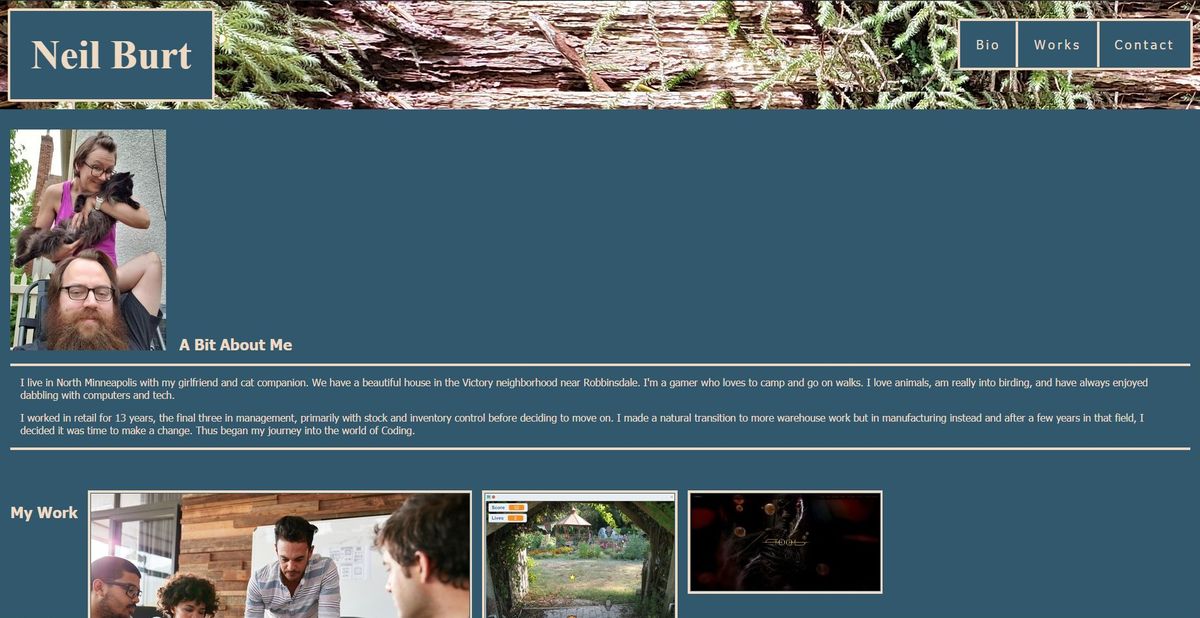 Neil Burt
Bio
Works
Contact
A Bit About Me
I live in North Minneapolis with my girlfriend and cat companion. We have a beautiful house in the Victory neighborhood near Robbinsdale. I'm a gamer who loves to camp and go on walks. I love animals, am really into birding, and have always enjoyed
dabbling with computers and tech.
I worked in retail for 13 years, the final three in management, primarily with stock and inventory control before deciding to move on. I made a natural transition to more warehouse work but in manufacturing instead and after a few years in that field, I
decided it was time to make a change. Thus began my journey into the world of Coding.
My Work
Score
Lives